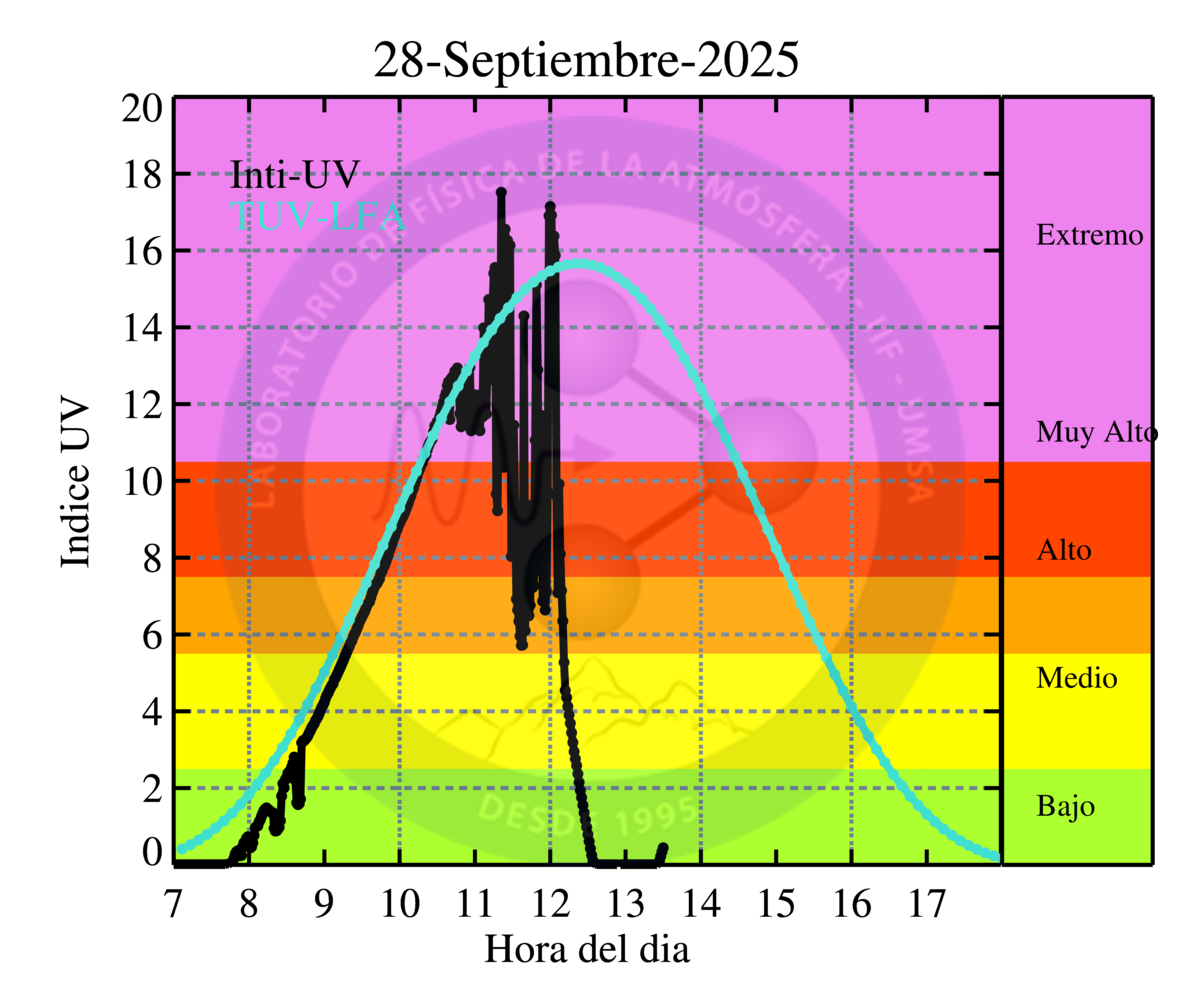 28-Septiembre-2025
20
18
16
14
12
10
8
6
4
2
0
Indice UV
Inti-UV
TUV-LFA
LABORATORIO DE FÍSICA DE LA ATMÓSFERA - IIF - UMSA
DESDE 1995
Extremo
Muy Alto
Alto
Medio
Bajo
7 8 9 10 11 12 13 14 15 16 17
Hora del dia